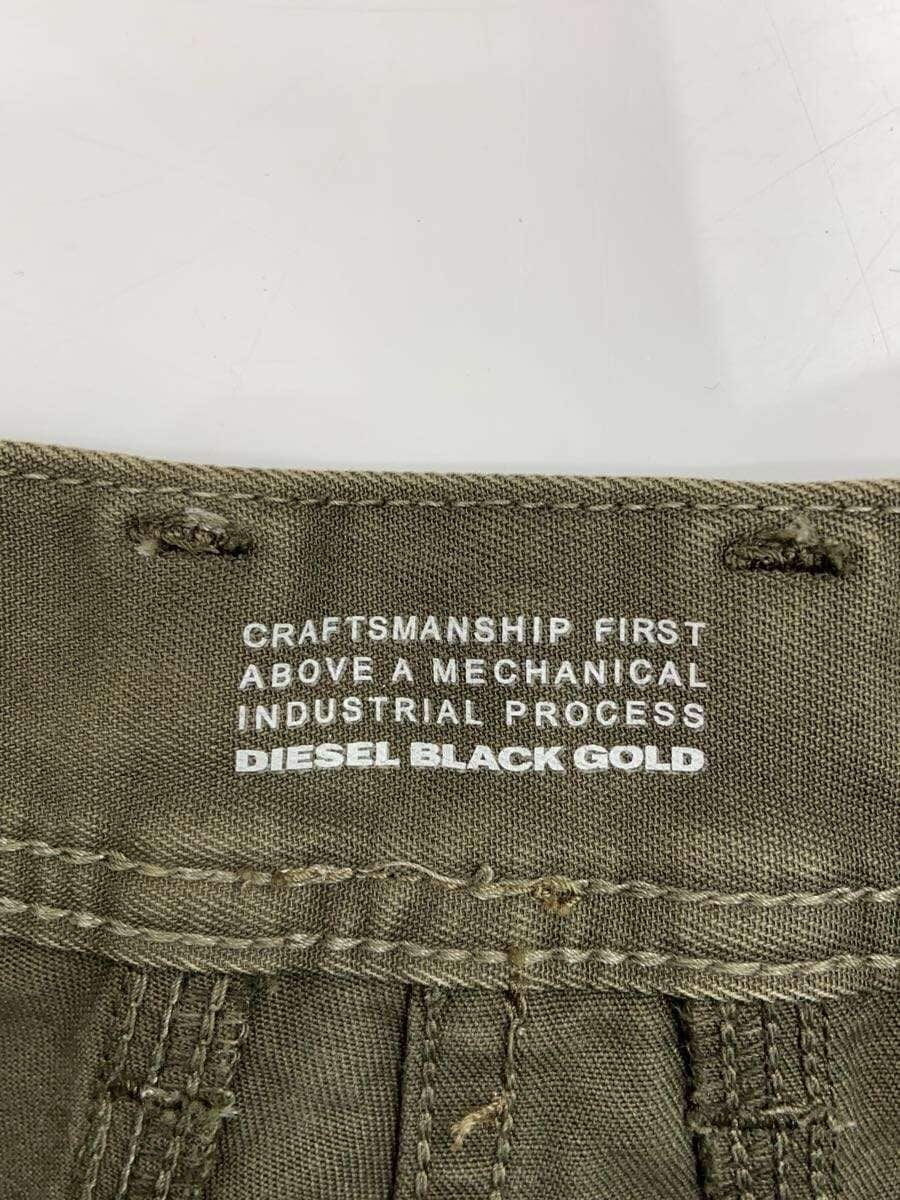 CRAFTSMANSHIP FIRST
ABOVE A MECHANICAL
INDUSTRIAL PROCESS
DIESEL BLACK GOLD